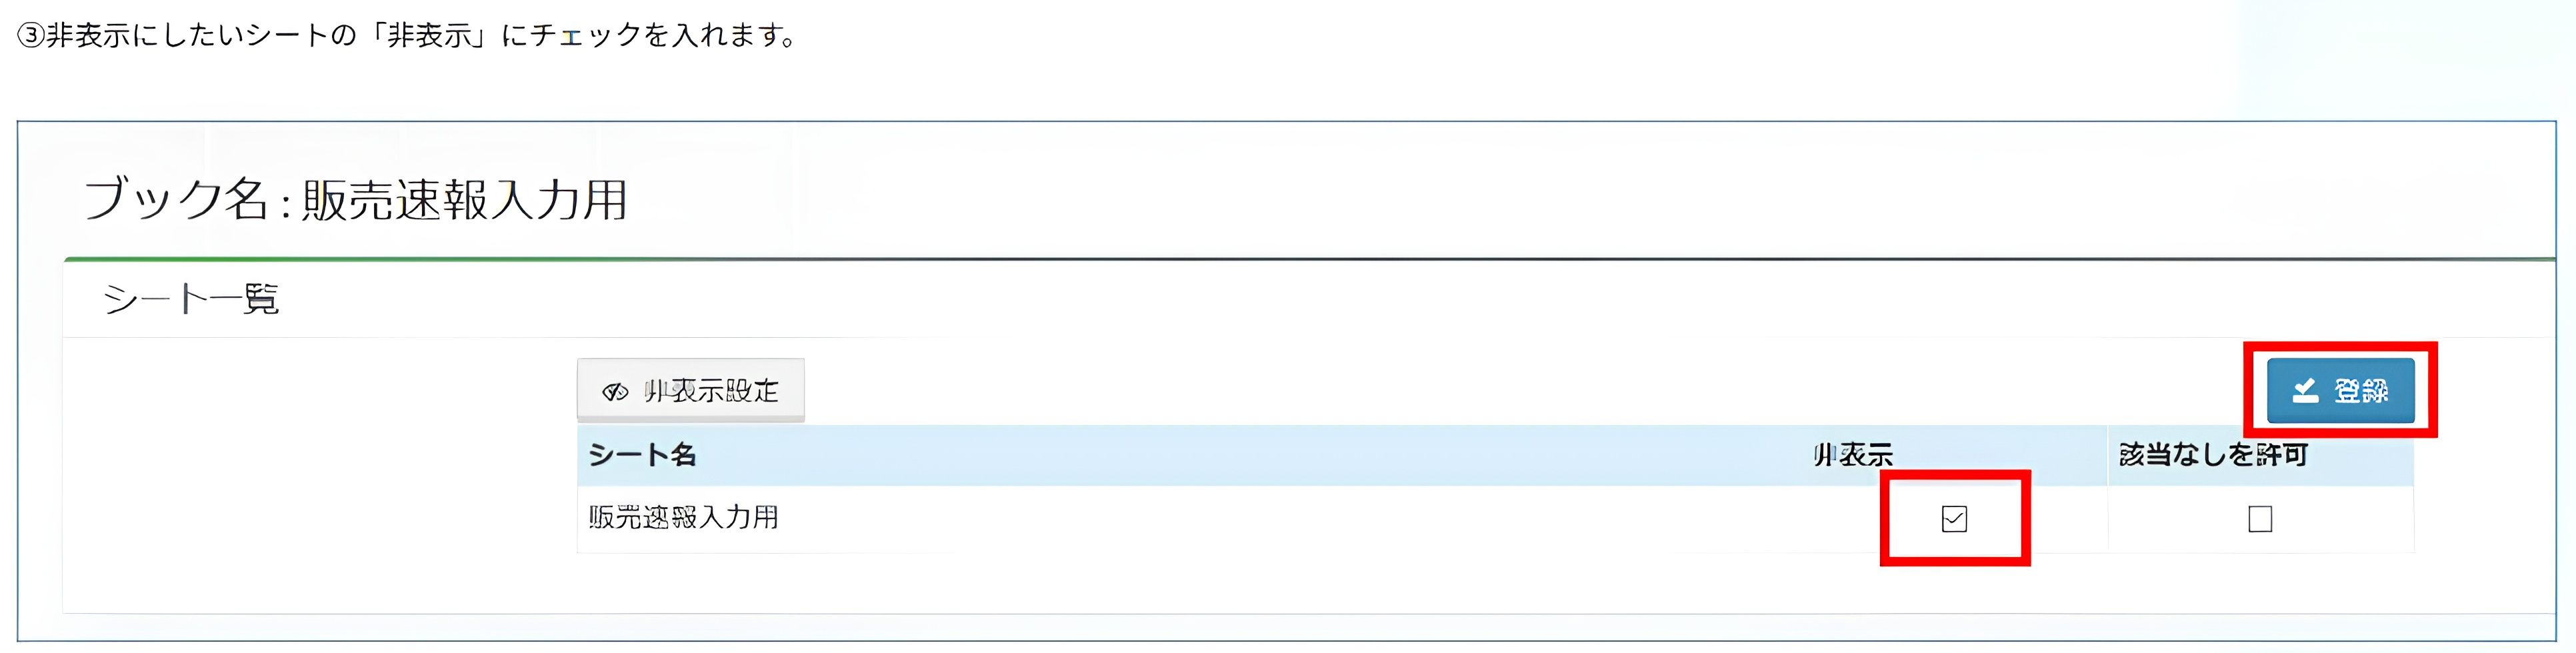 ③非表示にしたいシートの「非表示」にチェックを入れます。
ブック名 : 販売速報入力用
シート一覧
非表示設定
登録
シート名 非表示 該当なしを許可
販売速報入力用